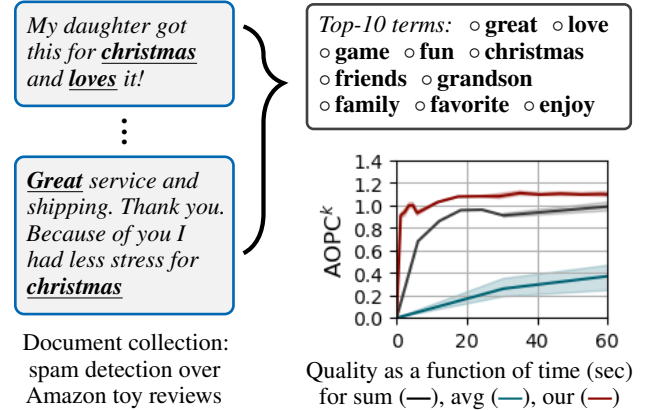 My daughter got
this for christmas
and loves it!
⋮
Great service and
shipping. Thank you.
Because of you I
had less stress for
christmas
Document collection:
spam detection over
Amazon toy reviews
Top-10 terms: ○ great ○ love
○ game ○ fun ○ christmas
○ friends ○ grandson
○ family ○ favorite ○ enjoy
AOPC^k
1.4
1.2
1.0
0.8
0.6
0.4
0.2
0.0
0 20 40 60
Quality as a function of time (sec)
for sum (—), avg (—), our (—)